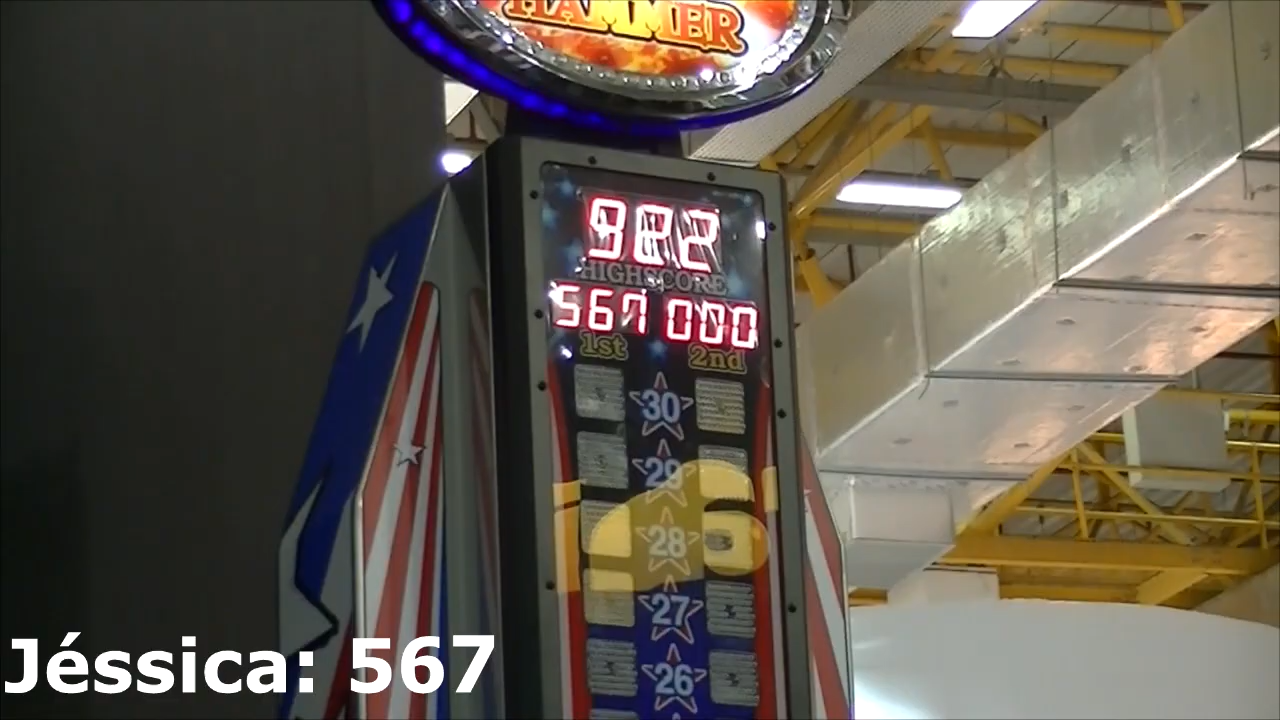 HAMMER
HIGHSCORE
567 000
1st 2nd
30
29
28
27
26
Jéssica: 567